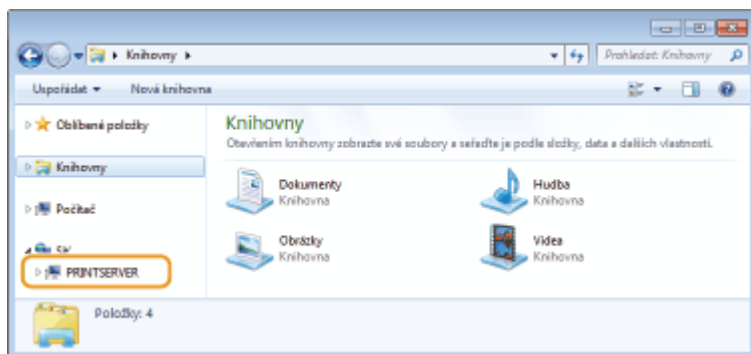 Knihovny
Prohledat: Knihovny
Uspořádat
Nová knihovna
Oblíbené položky
Knihovny
Počítač
PRINTSERVER
Knihovny
Otevřením knihovny zobrazte své soubory a seřaďte je podle složky, data a dalších vlastností.
Dokumenty
Knihovna
Hudba
Knihovna
Obrázky
Knihovna
Videa
Knihovna
Položky: 4